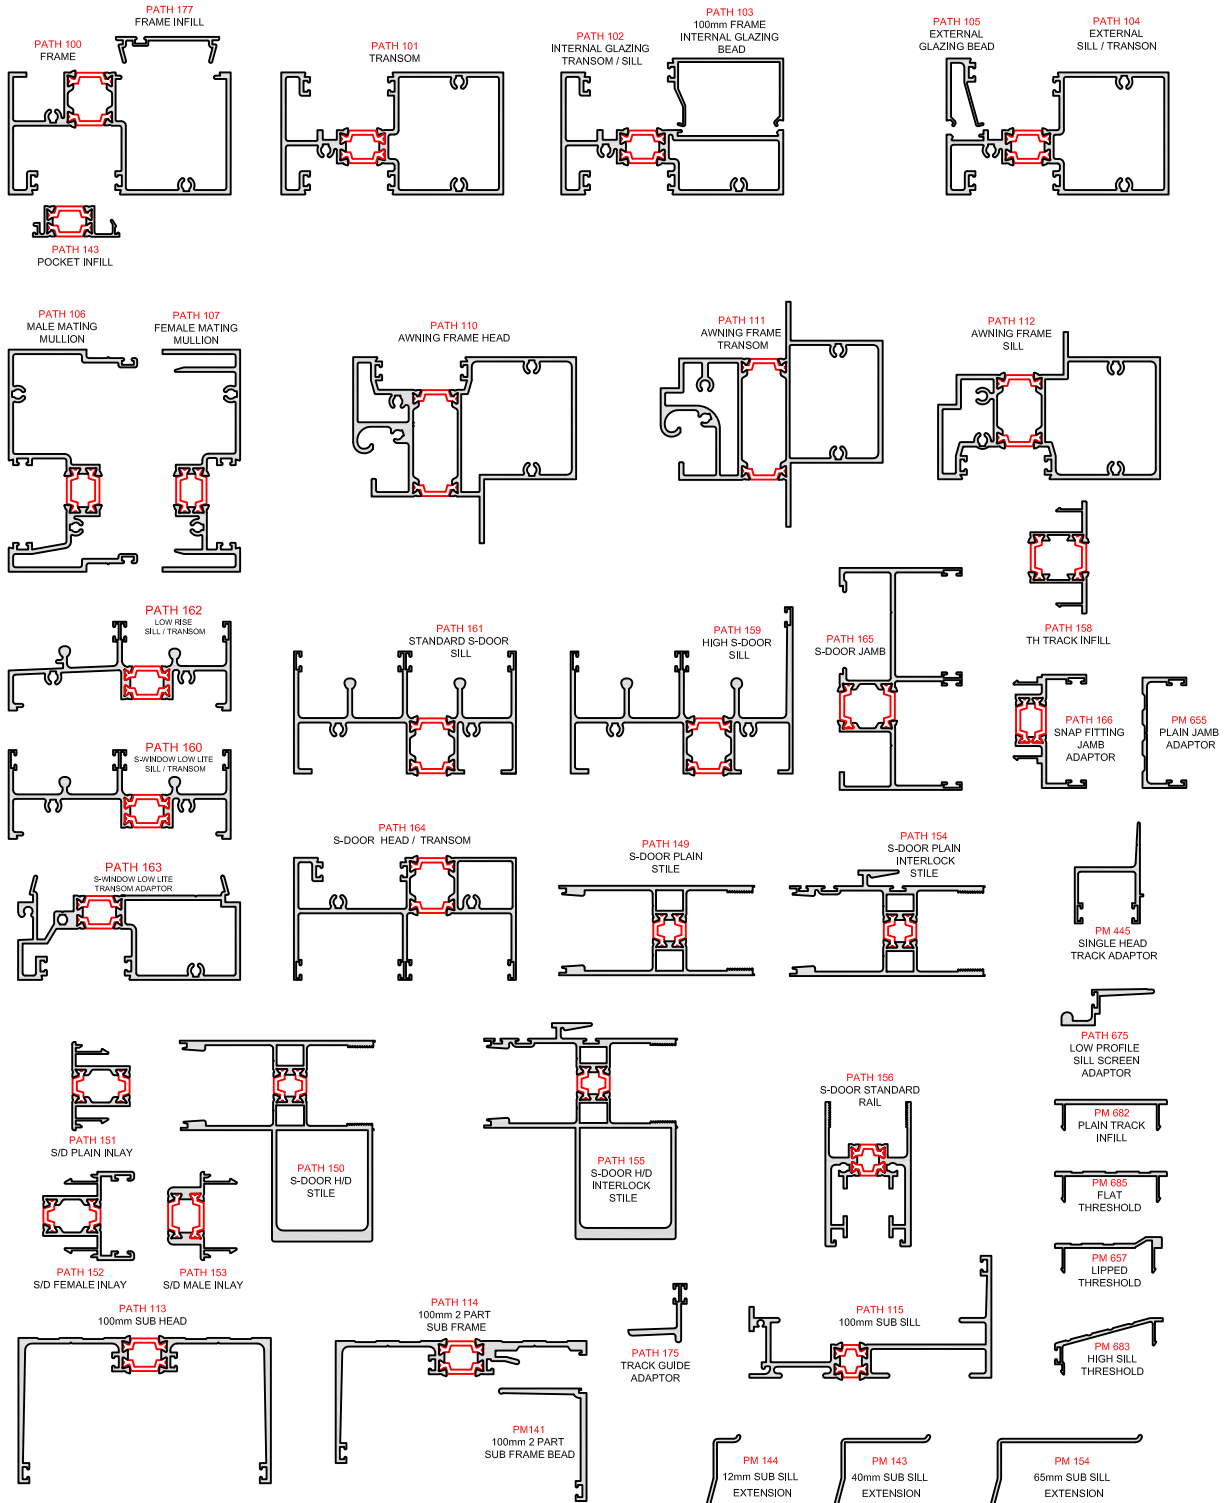 PATH 177
FRAME INFILL
PATH 100
FRAME
PATH 101
TRANSOM
PATH 102
INTERNAL GLAZING
TRANSOM / SILL
PATH 103
100mm FRAME
INTERNAL GLAZING
BEAD
PATH 105
EXTERNAL
GLAZING BEAD
PATH 104
EXTERNAL
SILL / TRANSON
PATH 143
POCKET INFILL
PATH 106
MALE MATING
MULLION
PATH 107
FEMALE MATING
MULLION
PATH 110
AWNING FRAME HEAD
PATH 111
AWNING FRAME
TRANSOM
PATH 112
AWNING FRAME
SILL
PATH 162
LOW RISE
SILL / TRANSOM
PATH 161
STANDARD S-DOOR
SILL
PATH 159
HIGH S-DOOR
SILL
PATH 165
S-DOOR JAMB
PATH 158
TH TRACK INFILL
PATH 166
SNAP FITTING
JAMB
ADAPTOR
PM 655
PLAIN JAMB
ADAPTOR
PATH 160
S-WINDOW LOW LITE
SILL / TRANSOM
PATH 163
S-WINDOW LOW LITE
TRANSOM ADAPTOR
PATH 164
S-DOOR HEAD / TRANSOM
PATH 149
S-DOOR PLAIN
STILE
PATH 154
S-DOOR PLAIN
INTERLOCK
STILE
PM 445
SINGLE HEAD
TRACK ADAPTOR
PATH 675
LOW PROFILE
SILL SCREEN
ADAPTOR
PATH 151
S/D PLAIN INLAY
PATH 150
S-DOOR H/D
STILE
PATH 155
S-DOOR H/D
INTERLOCK
STILE
PATH 156
S-DOOR STANDARD
RAIL
PM 682
PLAIN TRACK
INFILL
PM 685
FLAT
THRESHOLD
PATH 152
S/D FEMALE INLAY
PATH 153
S/D MALE INLAY
PM 657
LIPPED
THRESHOLD
PATH 113
100mm SUB HEAD
PATH 114
100mm 2 PART
SUB FRAME
PATH 175
TRACK GUIDE
ADAPTOR
PATH 115
100mm SUB SILL
PM 683
HIGH SILL
THRESHOLD
PM141
100mm 2 PART
SUB FRAME BEAD
PM 144
12mm SUB SILL
EXTENSION
PM 143
40mm SUB SILL
EXTENSION
PM 154
65mm SUB SILL
EXTENSION